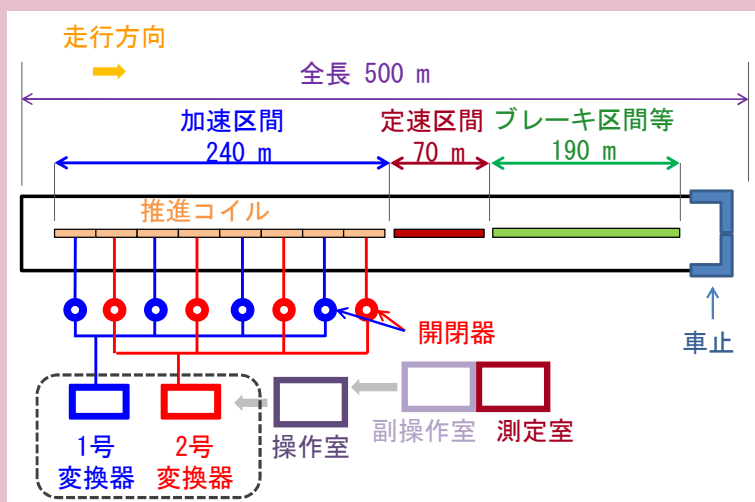 走行方向
全長 500 m
加速区間
240 m
定速区間
70 m
ブレーキ区間等
190 m
推進コイル
開閉器
車止
1号
変換器
2号
変換器
操作室
副操作室
測定室